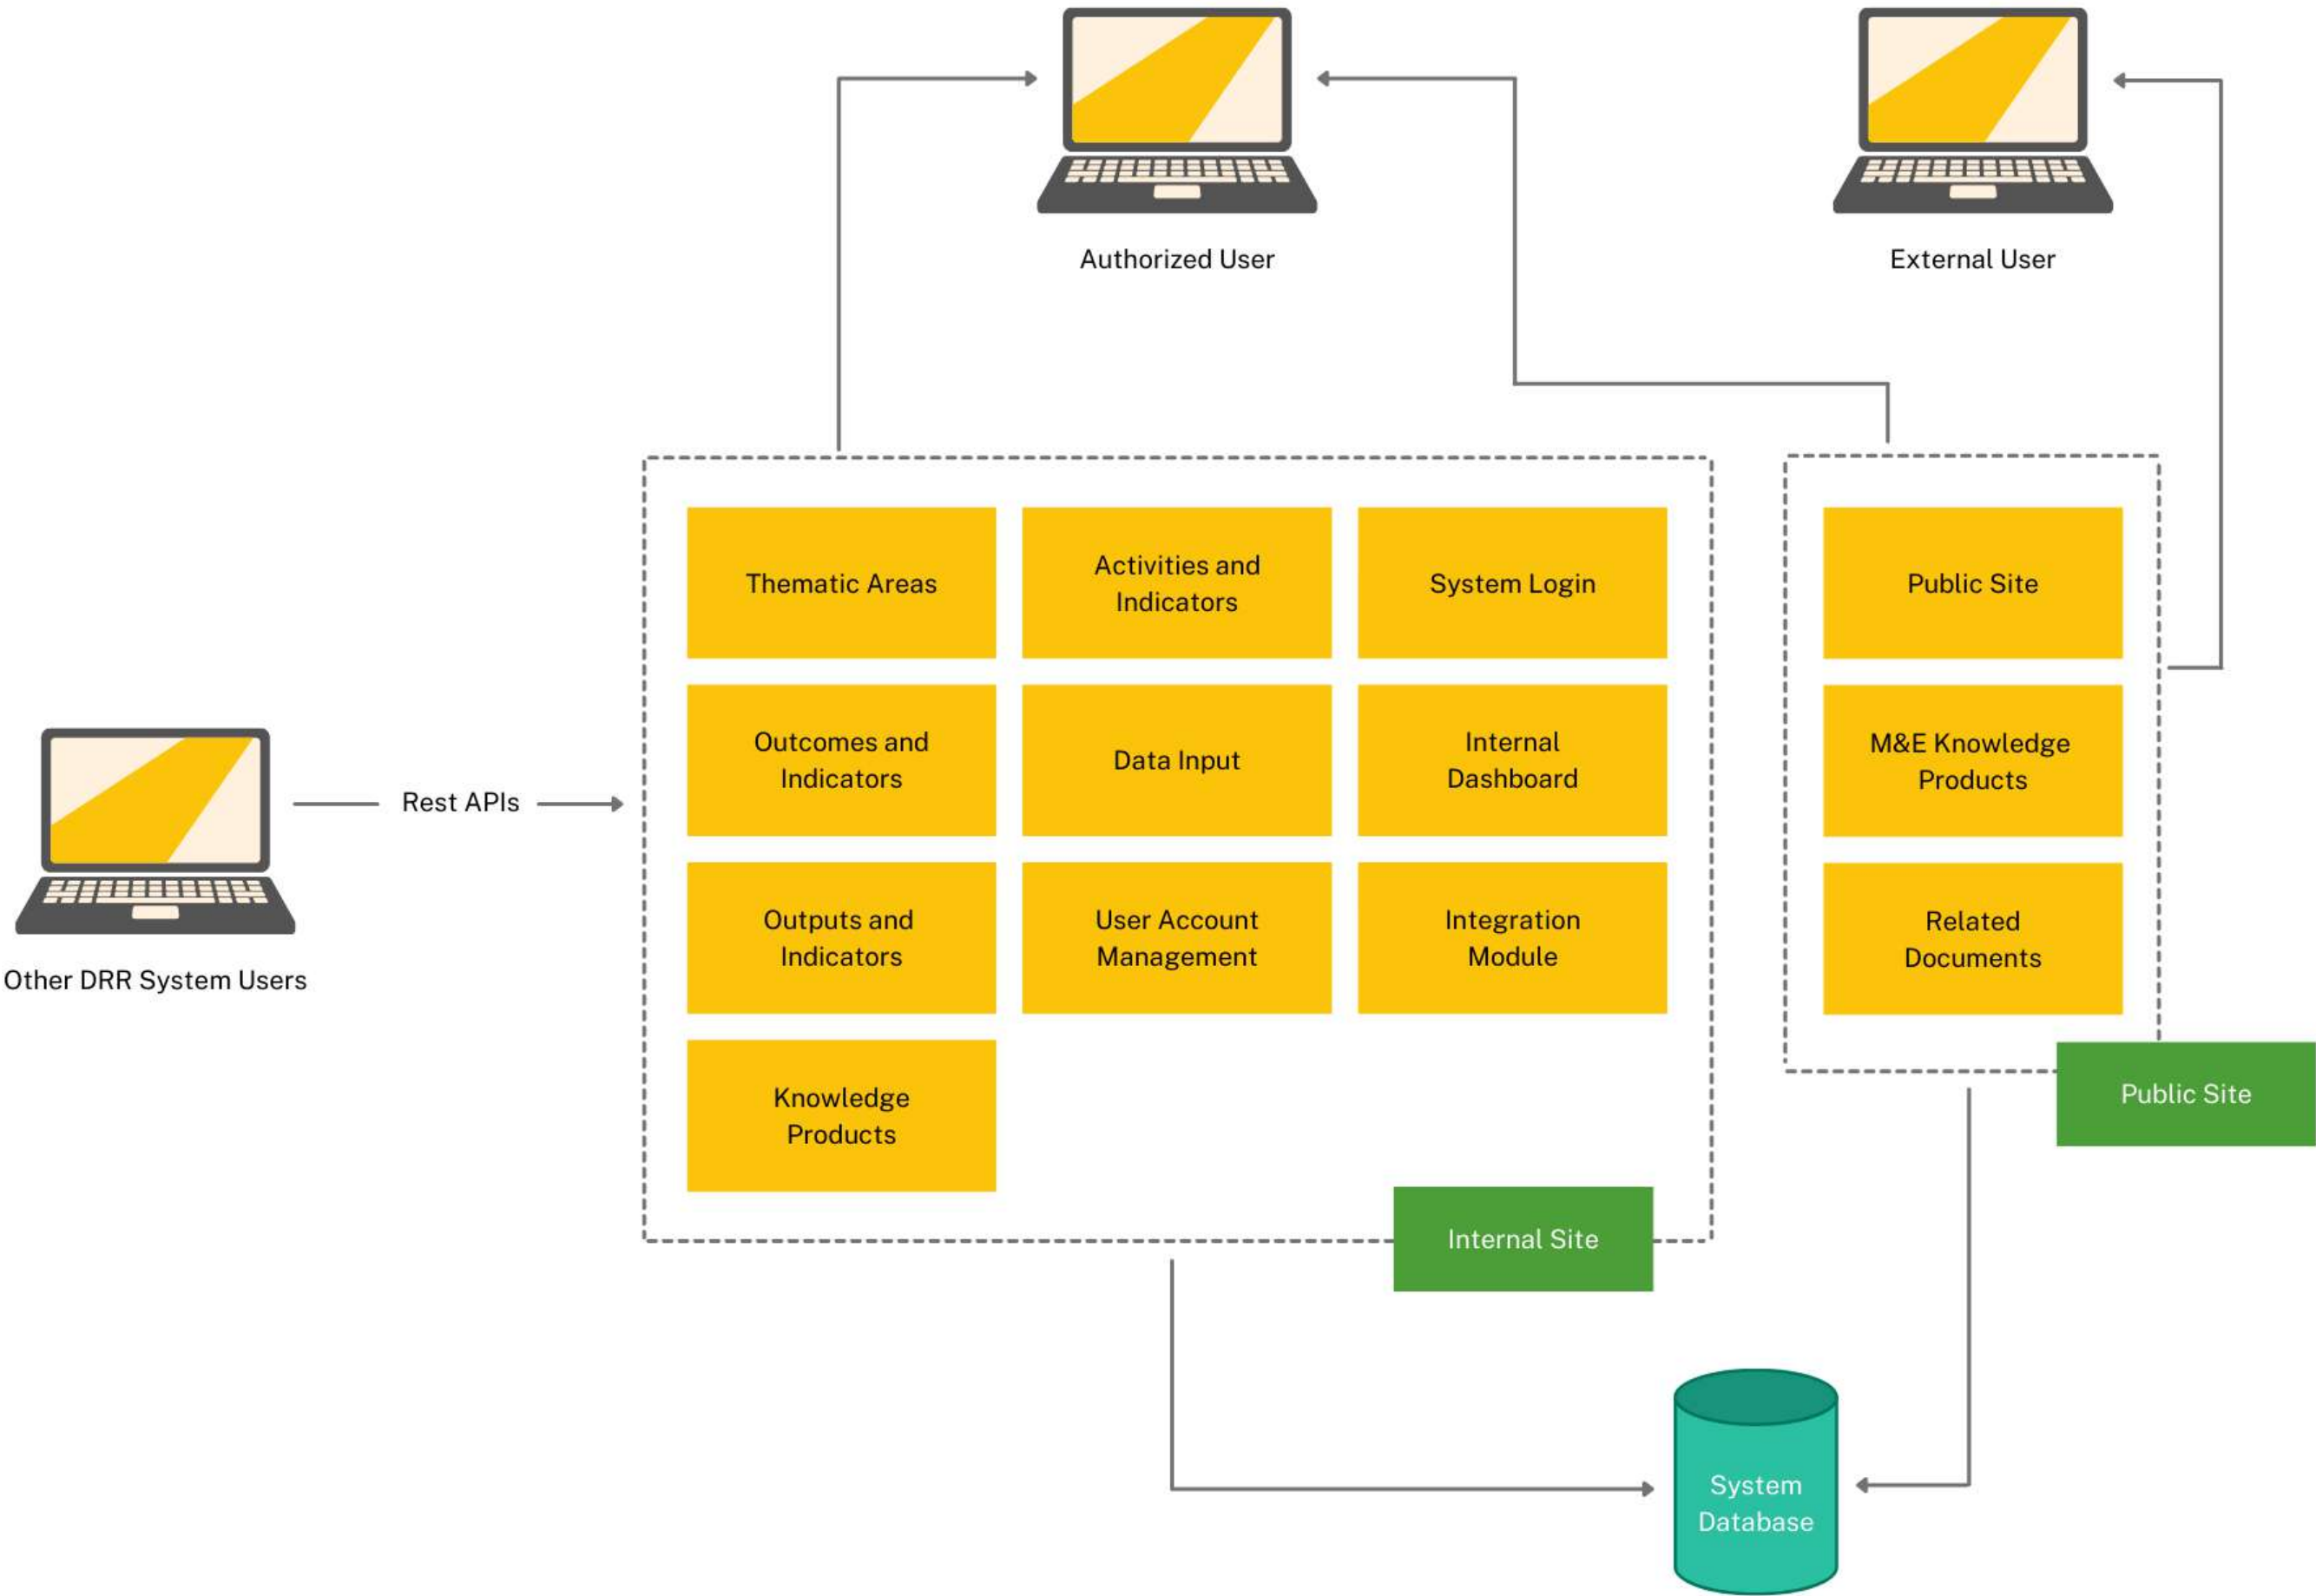 Authorized User
External User
Thematic Areas
Activities and
Indicators
System Login
Public Site
Outcomes and
Indicators
Data Input
Internal
Dashboard
M&E Knowledge
Products
Rest APIs
Other DRR System Users
Outputs and
Indicators
User Account
Management
Integration
Module
Related
Documents
Knowledge
Products
Public Site
Internal Site
System
Database